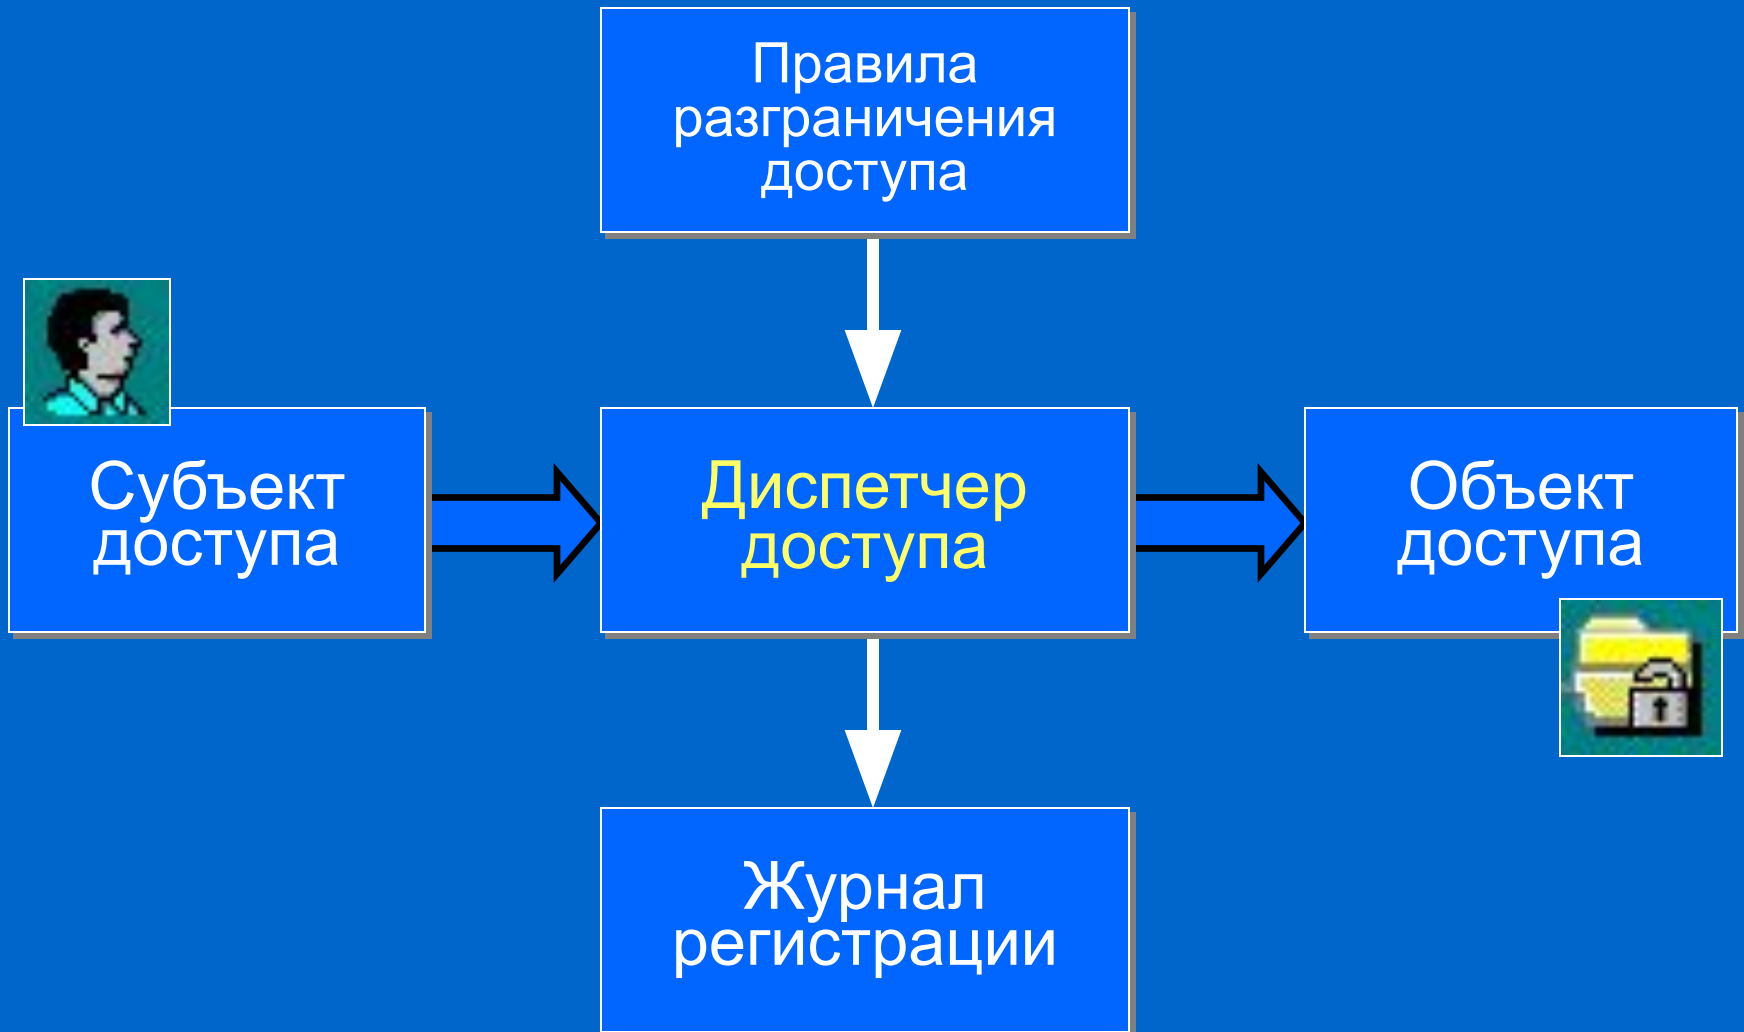 Правила
разграничения
доступа
Субъект
доступа
Диспетчер
доступа
Объект
доступа
Журнал
регистрации